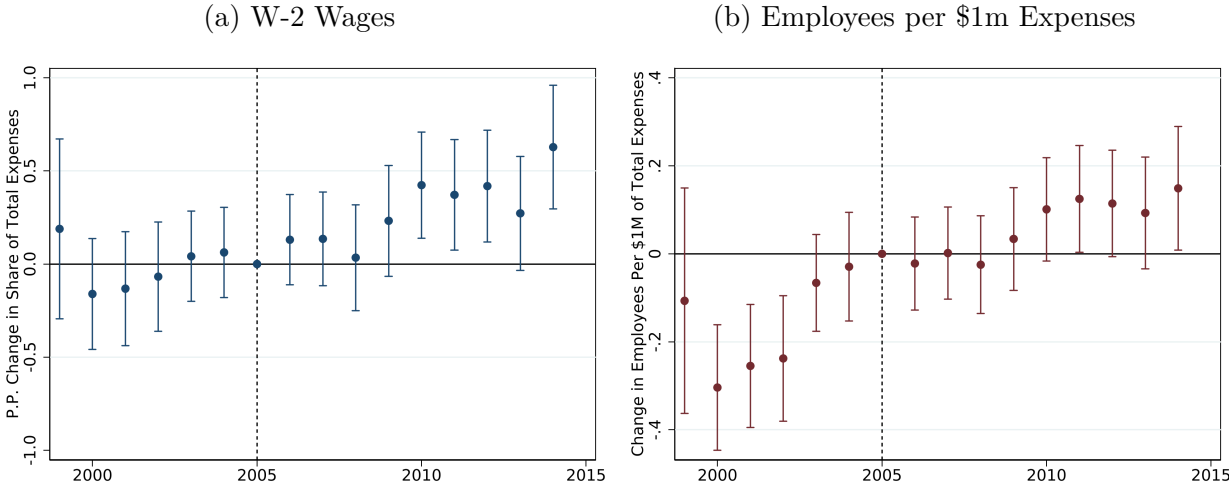 (a) W-2 Wages
P.P. Change in Share of Total Expenses
1.0
0.5
0.0
-0.5
-1.0
2000 2005 2010 2015
(b) Employees per $1m Expenses
Change in Employees Per $1M of Total Expenses
.4
.2
0
-.2
-.4
2000 2005 2010 2015